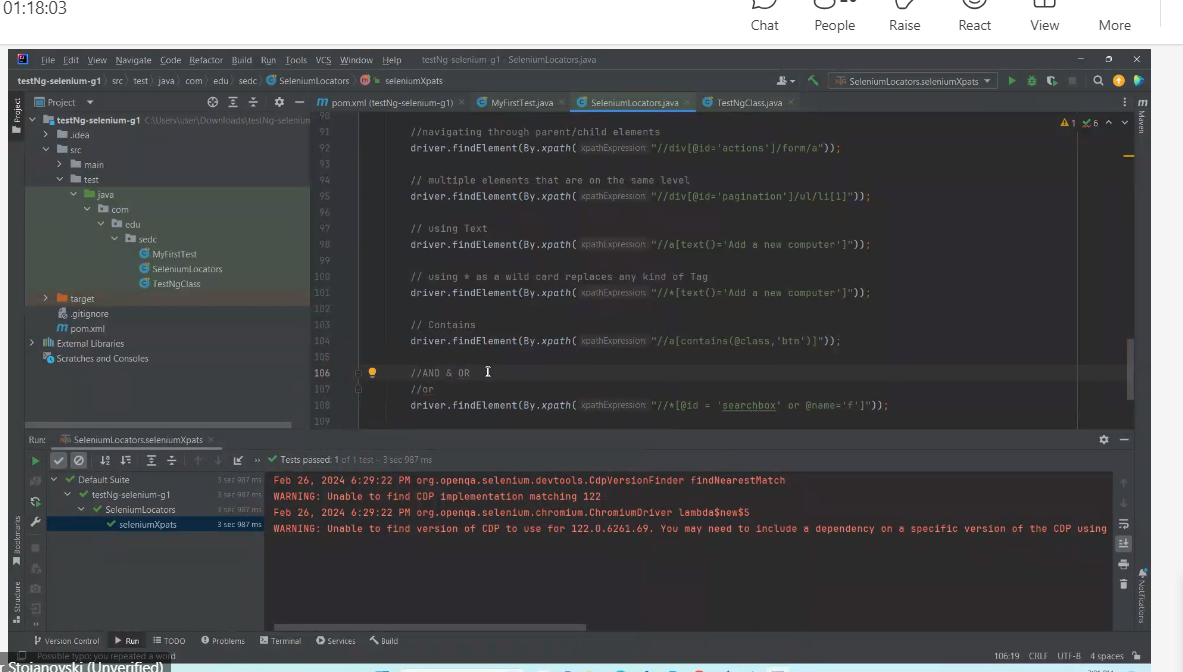 01:18:03
Chat People Raise React View More
File Edit View Navigate Code Refactor Build Run Tools VCS Window Help testNg-selenium-g1 - SeleniumLocators.java
testNg-selenium-g1 src test java com edu sedc SeleniumLocators seleniumXpats SeleniumLocators.seleniumXpats
Project pom.xml (testNg-selenium-g1) MyFirstTest.java SeleniumLocators.java TestNgClass.java
Project
Maven
testNg-selenium-g1 C:\Users\user\Downloads\testNg-selenium
.idea
src
main
test
java
com
edu
sedc
MyFirstTest
SeleniumLocators
TestNgClass
target
.gitignore
pom.xml
External Libraries
Scratches and Consoles
1 6
90
91 //navigating through parent/child elements
92 driver.findElement(By.xpath( xpathExpression: "//div[@id='actions']/form/a"));
93
94 // multiple elements that are on the same level
95 driver.findElement(By.xpath( xpathExpression: "//div[@id='pagination']/ul/li[1]"));
96
97 // using Text
98 driver.findElement(By.xpath( xpathExpression: "//a[text()='Add a new computer']"));
99
100 // using * as a wild card replaces any kind of Tag
101 driver.findElement(By.xpath( xpathExpression: "//*[text()='Add a new computer']"));
102
103 // Contains
104 driver.findElement(By.xpath( xpathExpression: "//a[contains(@class,'btn')]"));
105
106 //AND & OR
107 //or
108 driver.findElement(By.xpath( xpathExpression: "//*[@id = 'searchbox' or @name='f']"));
109
Run: SeleniumLocators.seleniumXpats
Tests passed: 1 of 1 test – 3 sec 987 ms
Default Suite 3 sec 987 ms
testNg-selenium-g1 3 sec 987 ms
SeleniumLocators 3 sec 987 ms
seleniumXpats 3 sec 987 ms
Feb 26, 2024 6:29:22 PM org.openqa.selenium.devtools.CdpVersionFinder findNearestMatch
WARNING: Unable to find CDP implementation matching 122
Feb 26, 2024 6:29:22 PM org.openqa.selenium.chromium.ChromiumDriver lambda$new$5
WARNING: Unable to find version of CDP to use for 122.0.6261.69. You may need to include a dependency on a specific version of the CDP using
Bookmarks
Structure
Notifications
Version Control Run TODO Problems Terminal Services Build
Possible typo: you repeated a word 106:19 CRLF UTF-8 4 spaces
r Stojanovski (Unverified)